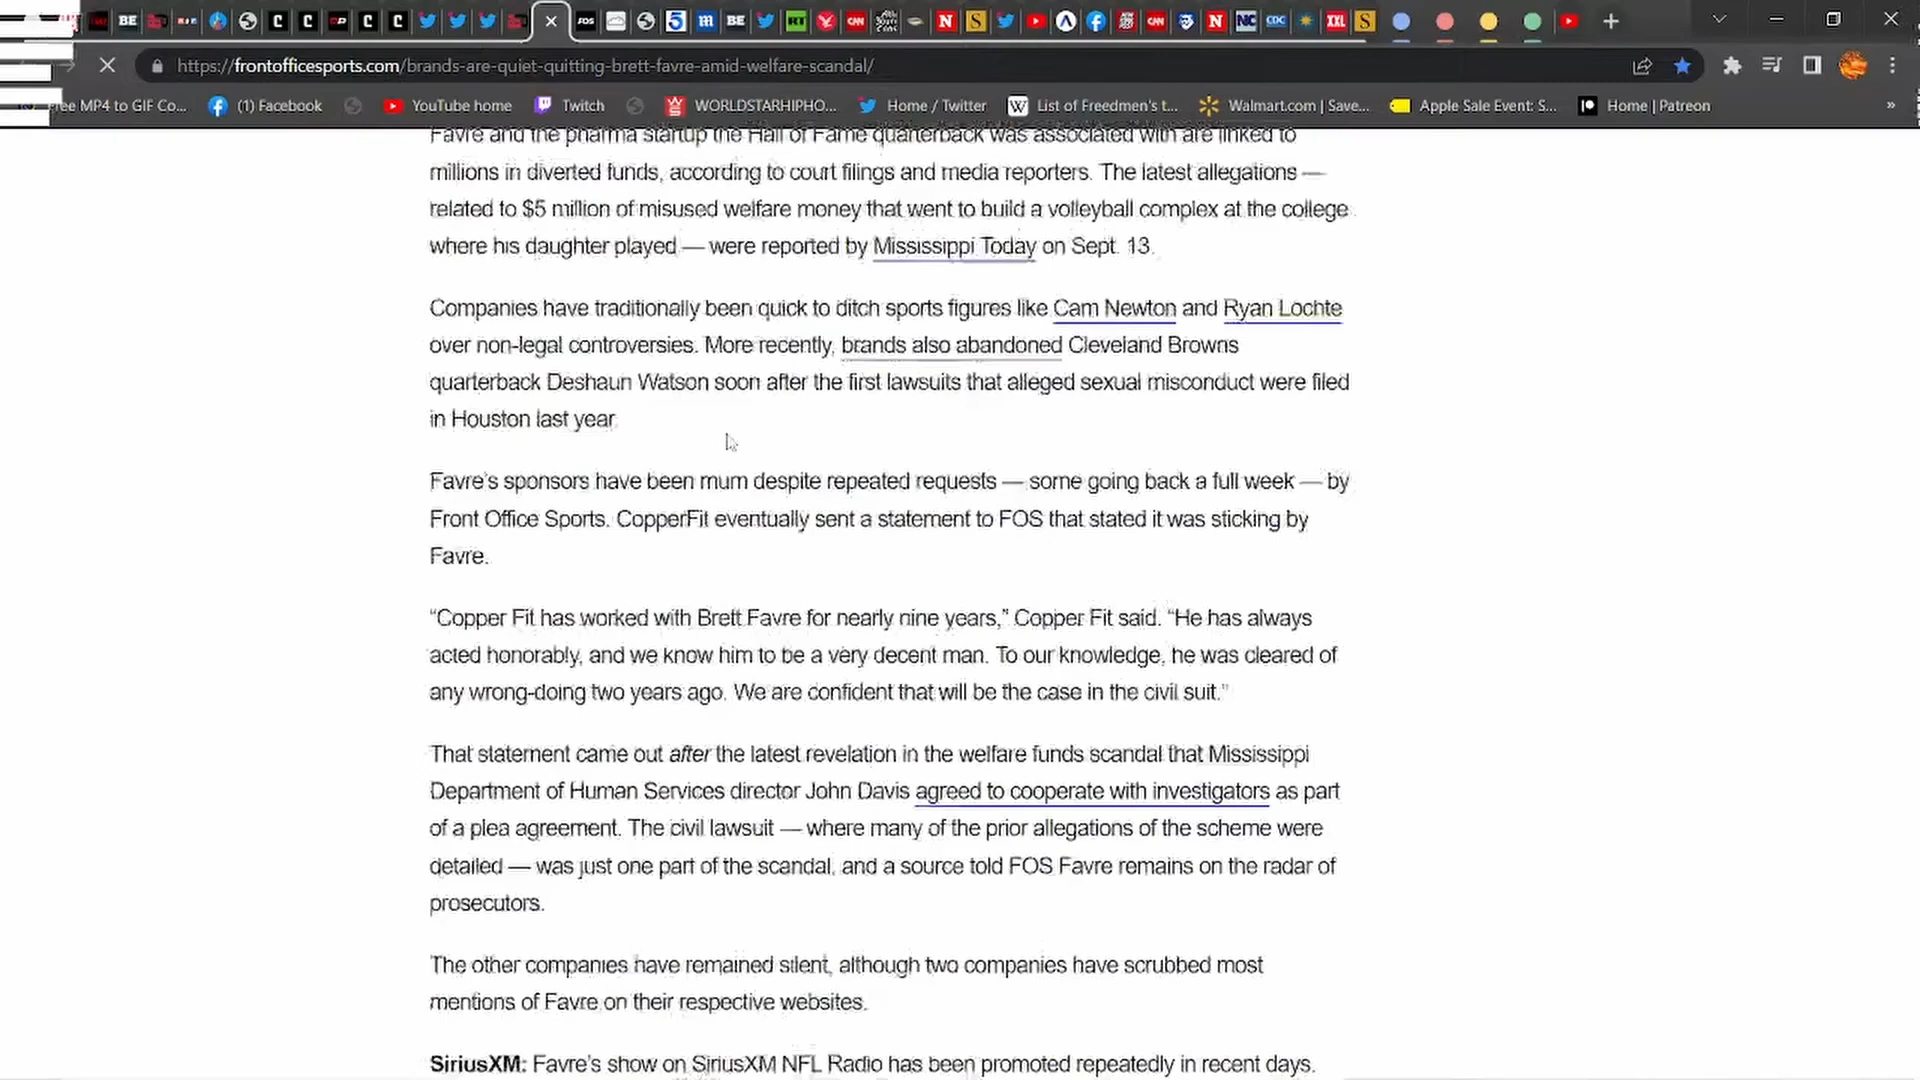 https://frontofficesports.com/brands-are-quiet-quitting-brett-favre-amid-welfare-scandal/
Free MP4 to GIF Co...
(1) Facebook
YouTube home
Twitch
WORLDSTARHIPHO...
Home / Twitter
List of Freedmen's t...
Walmart.com | Save...
Apple Sale Event: S...
Home | Patreon
»
Favre and the pharma startup the Hall of Fame quarterback was associated with are linked to
millions in diverted funds, according to court filings and media reporters. The latest allegations —
related to $5 million of misused welfare money that went to build a volleyball complex at the college
where his daughter played — were reported by Mississippi Today on Sept. 13.
Companies have traditionally been quick to ditch sports figures like Cam Newton and Ryan Lochte
over non-legal controversies. More recently, brands also abandoned Cleveland Browns
quarterback Deshaun Watson soon after the first lawsuits that alleged sexual misconduct were filed
in Houston last year.
Favre’s sponsors have been mum despite repeated requests — some going back a full week — by
Front Office Sports. CopperFit eventually sent a statement to FOS that stated it was sticking by
Favre.
“Copper Fit has worked with Brett Favre for nearly nine years,” Copper Fit said. “He has always
acted honorably, and we know him to be a very decent man. To our knowledge, he was cleared of
any wrong-doing two years ago. We are confident that will be the case in the civil suit.”
That statement came out after the latest revelation in the welfare funds scandal that Mississippi
Department of Human Services director John Davis agreed to cooperate with investigators as part
of a plea agreement. The civil lawsuit — where many of the prior allegations of the scheme were
detailed — was just one part of the scandal, and a source told FOS Favre remains on the radar of
prosecutors.
The other companies have remained silent, although two companies have scrubbed most
mentions of Favre on their respective websites.
SiriusXM: Favre’s show on SiriusXM NFL Radio has been promoted repeatedly in recent days.